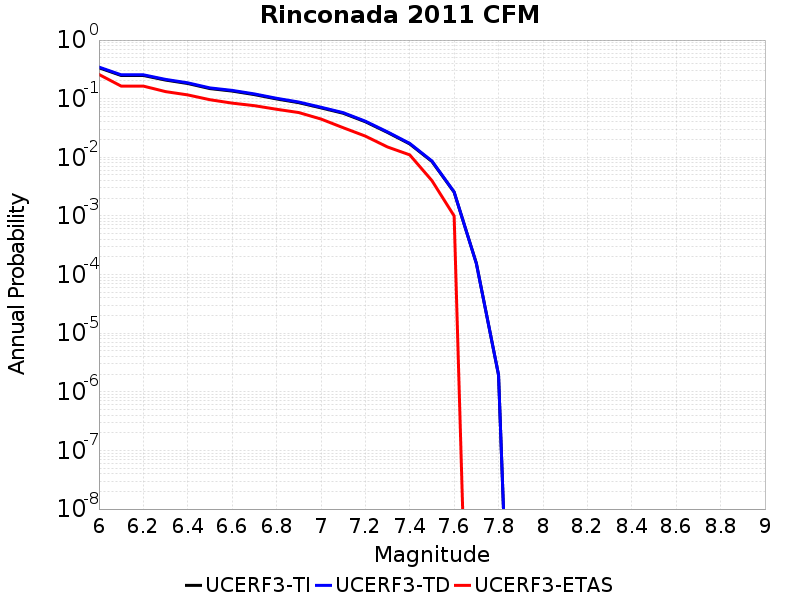 Rinconada 2011 CFM
10^0
10^-1
10^-2
10^-3
10^-4
10^-5
10^-6
10^-7
10^-8
Annual Probability
6 6.2 6.4 6.6 6.8 7 7.2 7.4 7.6 7.8 8 8.2 8.4 8.6 8.8 9
Magnitude
UCERF3-TI UCERF3-TD UCERF3-ETAS